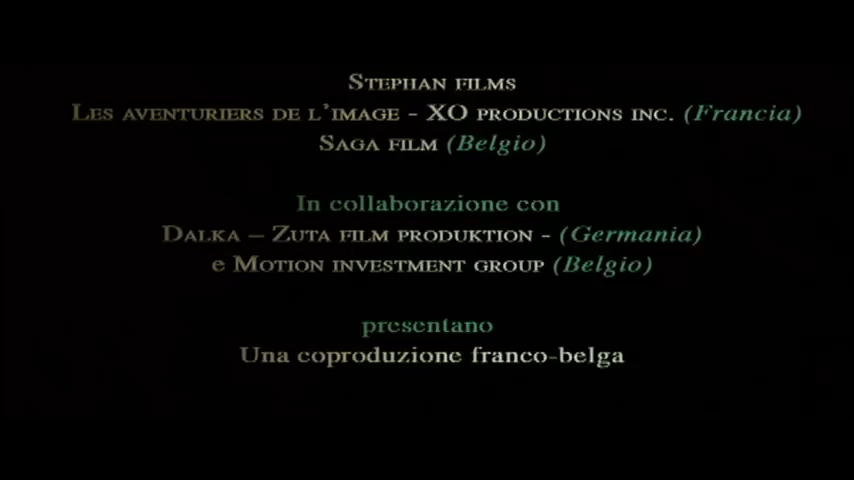 STEPHAN FILMS
LES AVENTURIERS DE L'IMAGE - XO PRODUCTIONS INC. (Francia)
SAGA FILM (Belgio)
In collaborazione con
DALKA – ZUTA FILM PRODUKTION - (Germania)
e MOTION INVESTMENT GROUP (Belgio)
presentano
Una coproduzione franco-belga